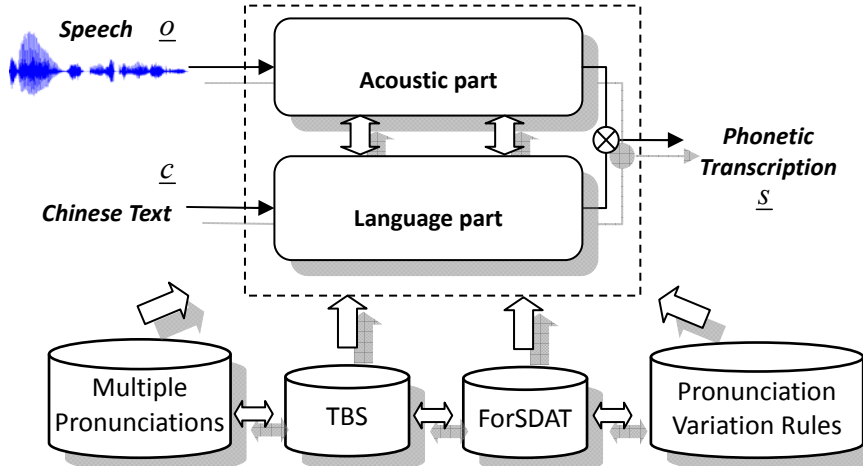 Speech o
Acoustic part
Phonetic
Transcription
s
c
Chinese Text
Language part
Multiple
Pronunciations
TBS
ForSDAT
Pronunciation
Variation Rules